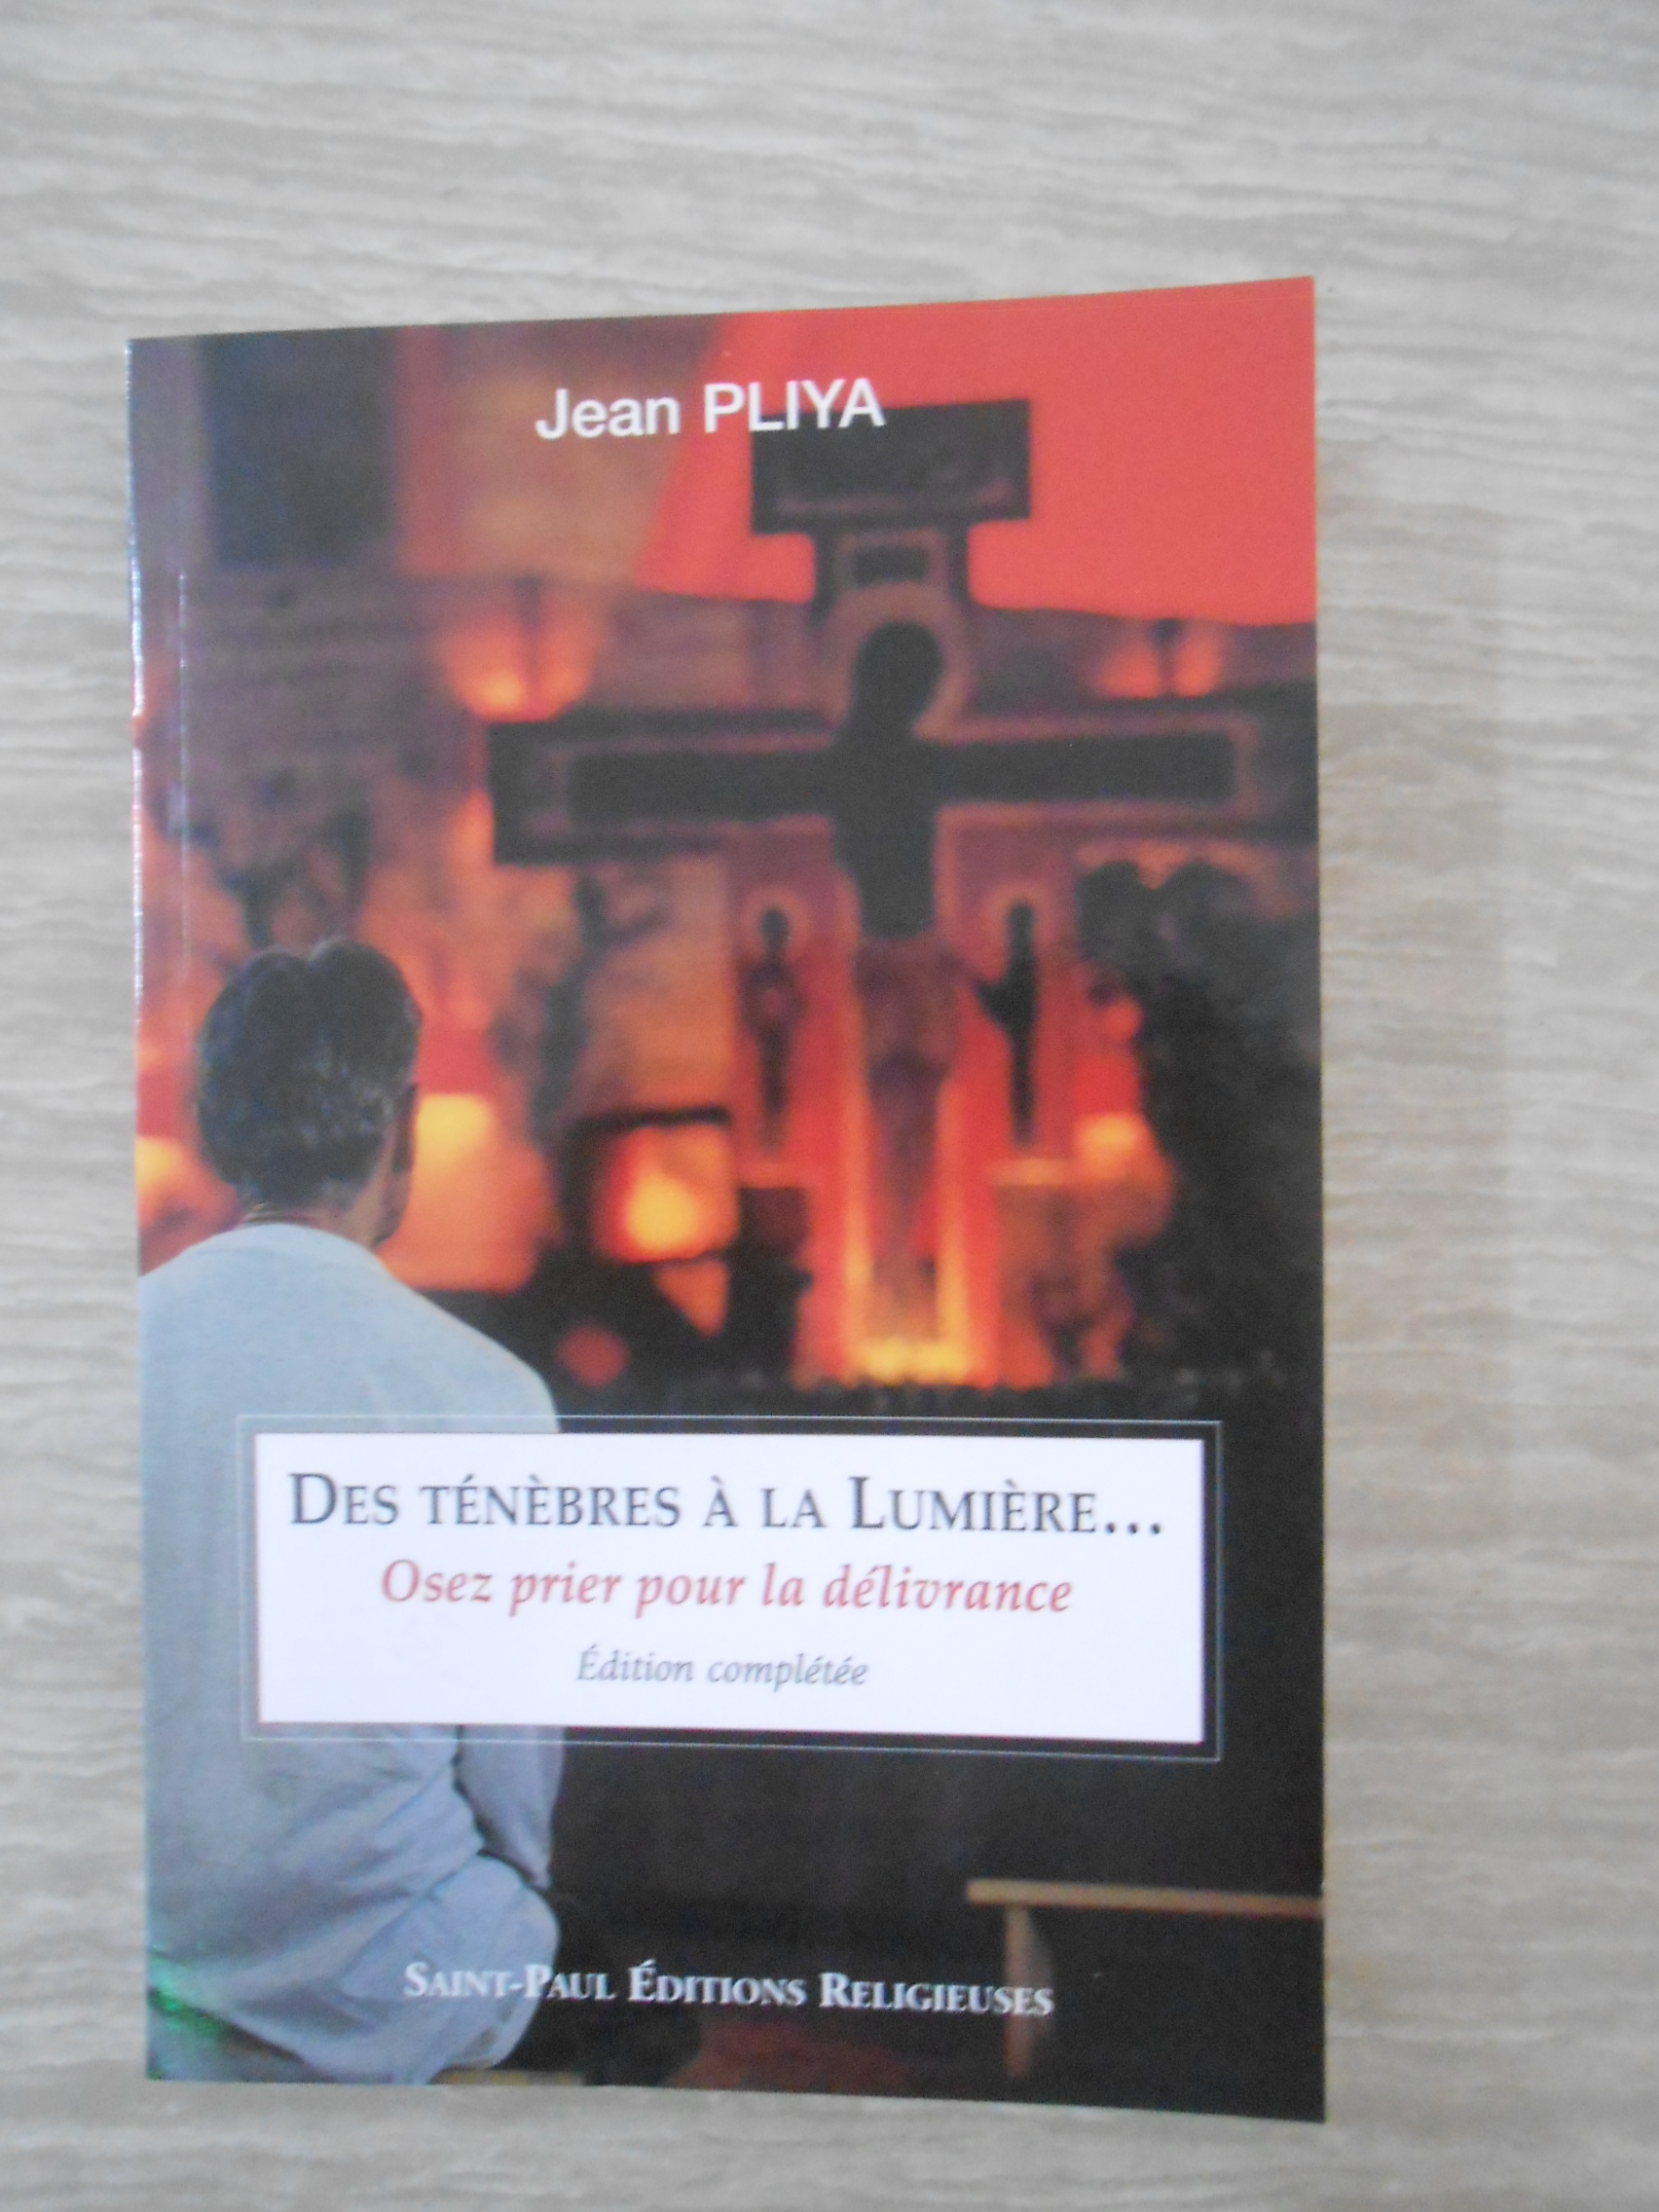 Jean PLIYA
DES TÉNÈBRES À LA LUMIÈRE...
Osez prier pour la délivrance
Édition complétée
SAINT-PAUL ÉDITIONS RELIGIEUSES